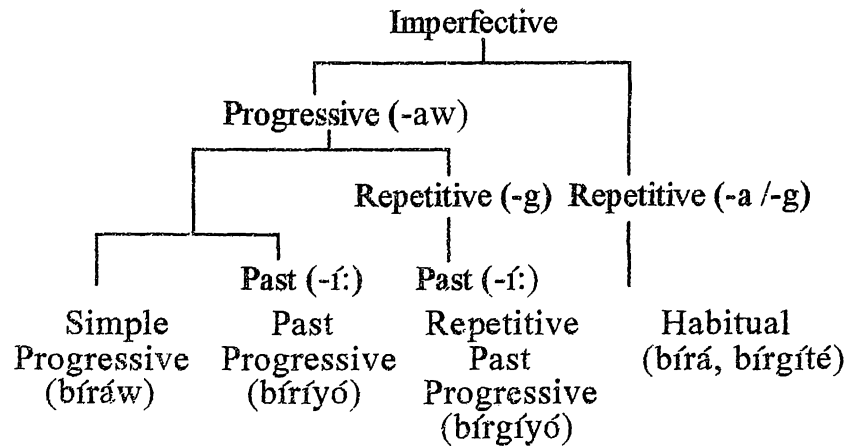 Imperfective
Progressive (-aw)
Repetitive (-g) Repetitive (-a /-g)
Past (-í:) Past (-í:)
Simple Past Repetitive Habitual
Progressive Progressive Past (bírá, bírgíté)
(bíráw) (bíríyó) Progressive
(bírgíyó)